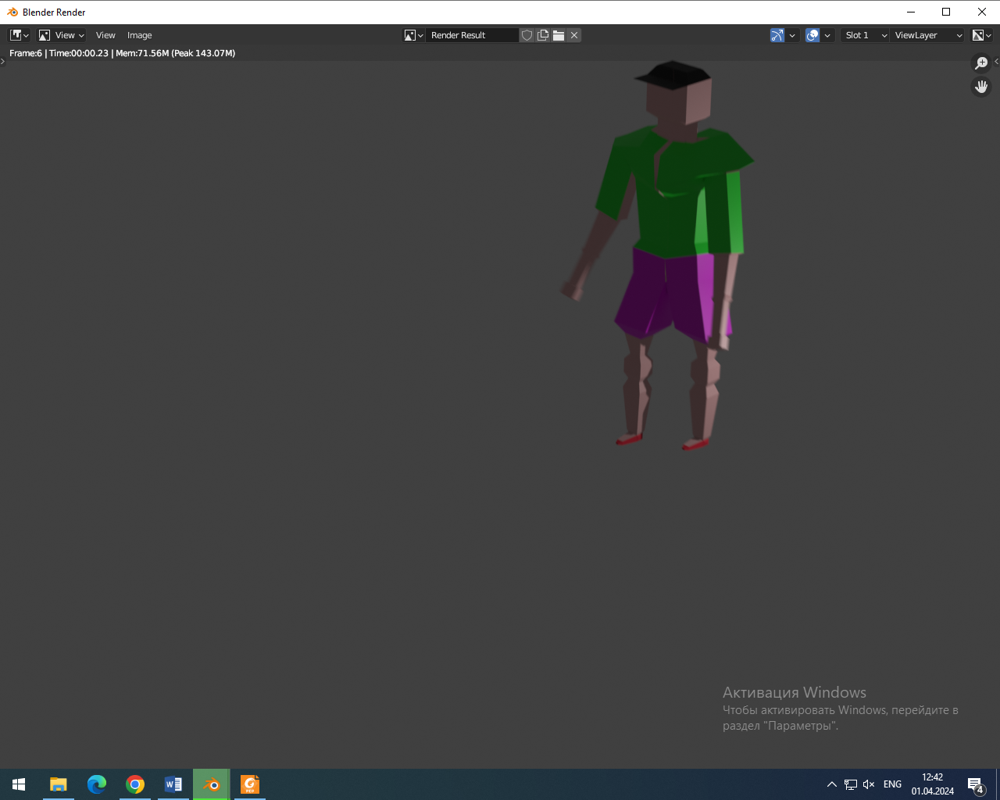 Blender Render
View View Image Render Result Slot 1 ViewLayer
Frame:6 | Time:00:00.23 | Mem:71.56M (Peak 143.07M)
Активация Windows
Чтобы активировать Windows, перейдите в
раздел "Параметры".
W
PDF
ENG
12:42
01.04.2024
4